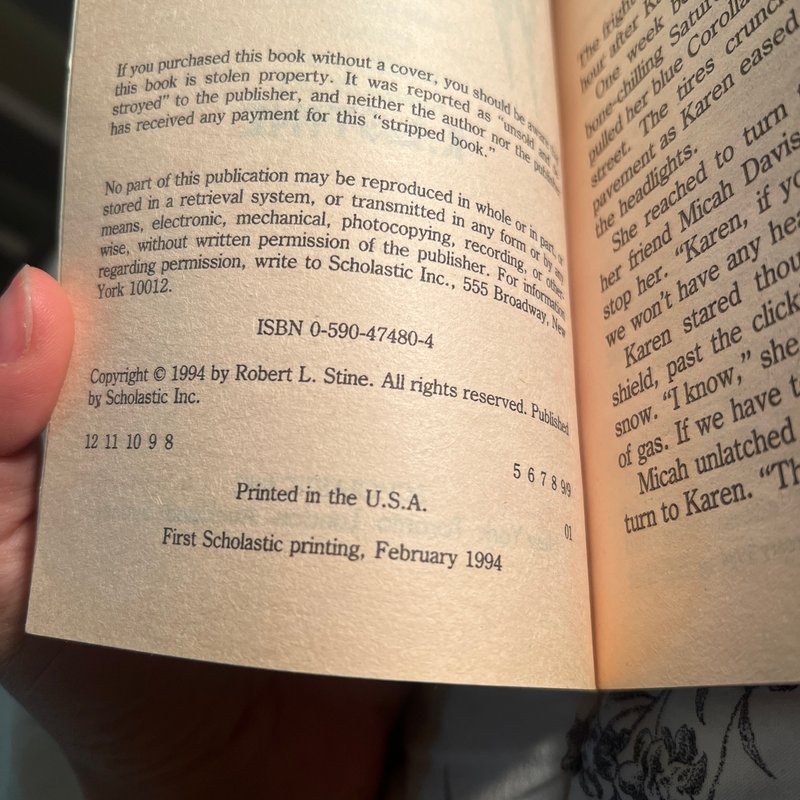 If you purchased this book without a cover, you should be aware
this book is stolen property. It was reported as "unsold and
stroyed" to the publisher, and neither the author nor the publisher
has received any payment for this "stripped book."
No part of this publication may be reproduced in whole or in part, or
stored in a retrieval system, or transmitted in any form or by any
means, electronic, mechanical, photocopying, recording, or other-
wise, without written permission of the publisher. For information
regarding permission, write to Scholastic Inc., 555 Broadway, New
York 10012.
ISBN 0-590-47480-4
Copyright © 1994 by Robert L. Stine. All rights reserved. Published
by Scholastic Inc.
12 11 10 9 8
5 6 7 8 9/9
01
Printed in the U.S.A.
First Scholastic printing, February 1994
The
hour after
One week
bone-chilling
pulled her blue Corolla
street. The tires crunch
pavement as Karen eased
the headlights.
She reached to turn
her friend Micah Davis
stop her. "Karen, if
we won't have any
Karen stared
shield, past the click
snow. "I know," she
of gas. If we have
Micah unlatched
turn to Karen.